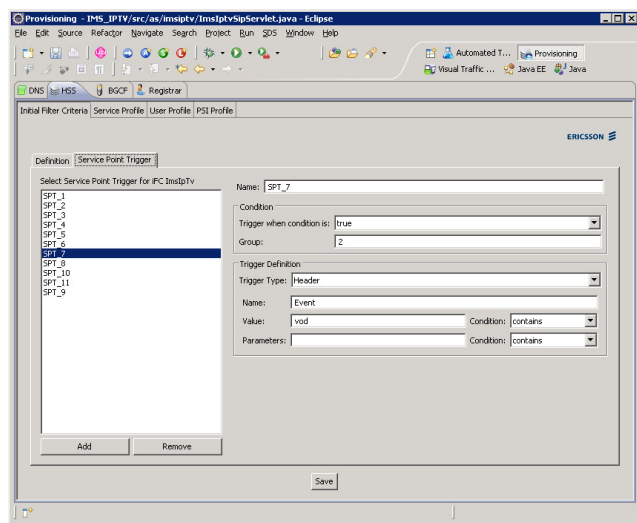 Provisioning - IMS_IPTV/src/as/imsiptv/ImsIptvSipServlet.java - Eclipse
File Edit Source Refactor Navigate Search Project Run SDS Window Help
Automated T... Provisioning
Visual Traffic ... Java EE Java
DNS HSS BGCF Registrar
Initial Filter Criteria Service Profile User Profile PSI Profile
ERICSSON
Definition Service Point Trigger
Select Service Point Trigger for iFC ImsIpTv
SPT_1
SPT_2
SPT_3
SPT_4
SPT_5
SPT_6
SPT_7
SPT_8
SPT_10
SPT_11
SPT_9
Add Remove
Name: SPT_7
Condition
Trigger when condition is: true
Group: 2
Trigger Definition
Trigger Type: Header
Name: Event
Value: vod Condition: contains
Parameters: Condition: contains
Save